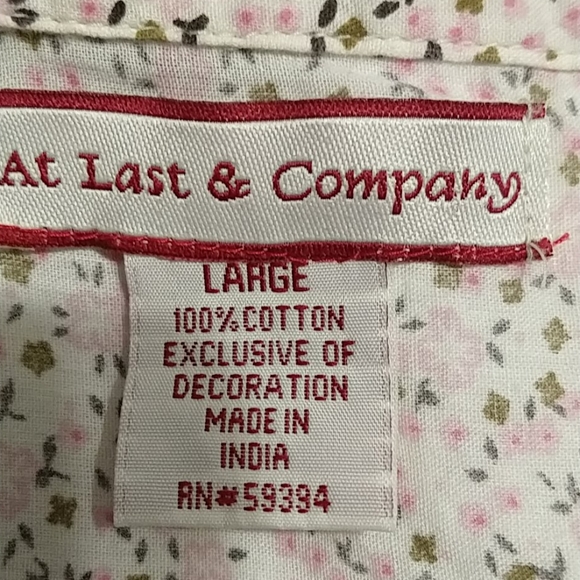 At Last & Company
LARGE
100% COTTON
EXCLUSIVE OF
DECORATION
MADE IN
INDIA
RN#59394